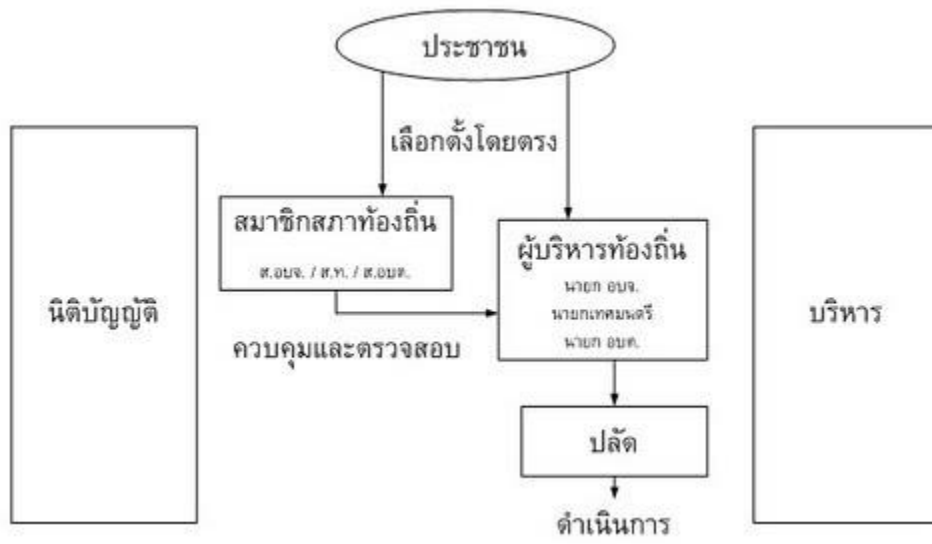 ประชาชน
เลือกตั้งโดยตรง
สมาชิกสภาท้องถิ่น
ส.อบจ. / ส.ท. / ส.อบต.
ผู้บริหารท้องถิ่น
นายก อบจ.
นายกเทศมนตรี
นายก อบต.
นิติบัญญัติ
บริหาร
ควบคุมและตรวจสอบ
ปลัด
ดำเนินการ